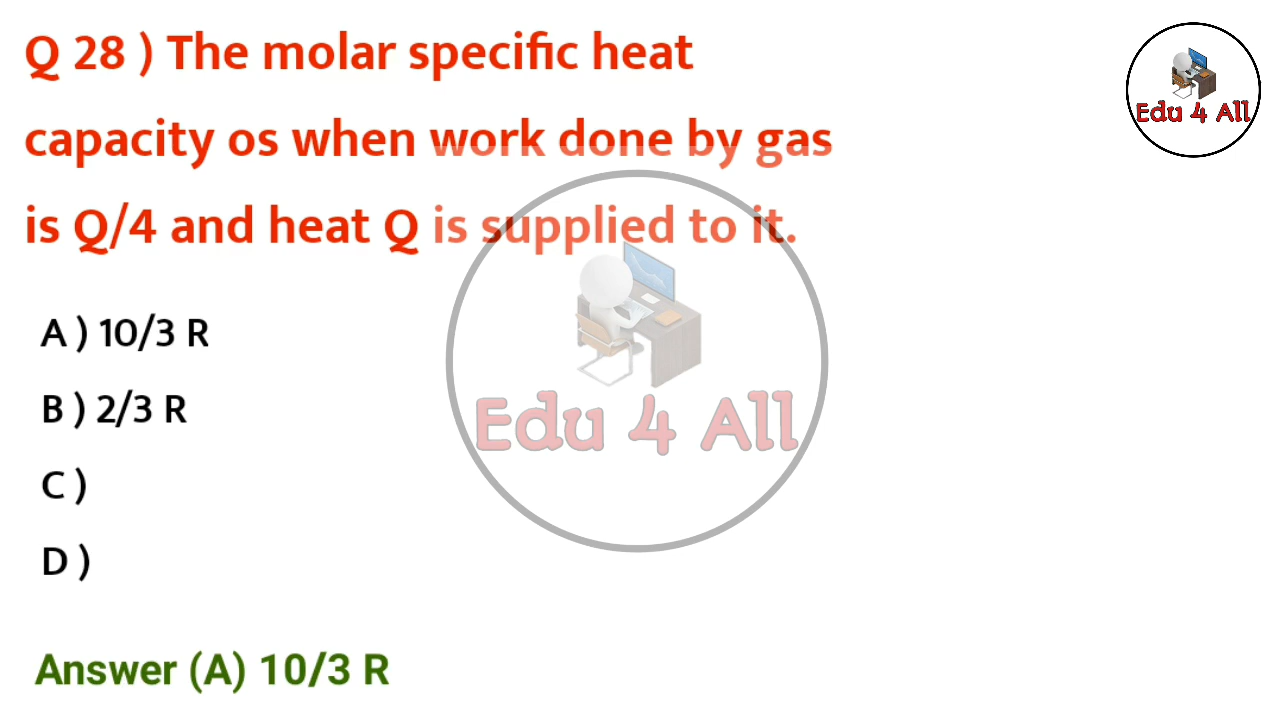 Q 28 ) The molar specific heat
capacity os when work done by gas
is Q/4 and heat Q is supplied to it.
A ) 10/3 R
B ) 2/3 R
C )
D )
Answer (A) 10/3 R
Edu 4 All
Edu 4 All